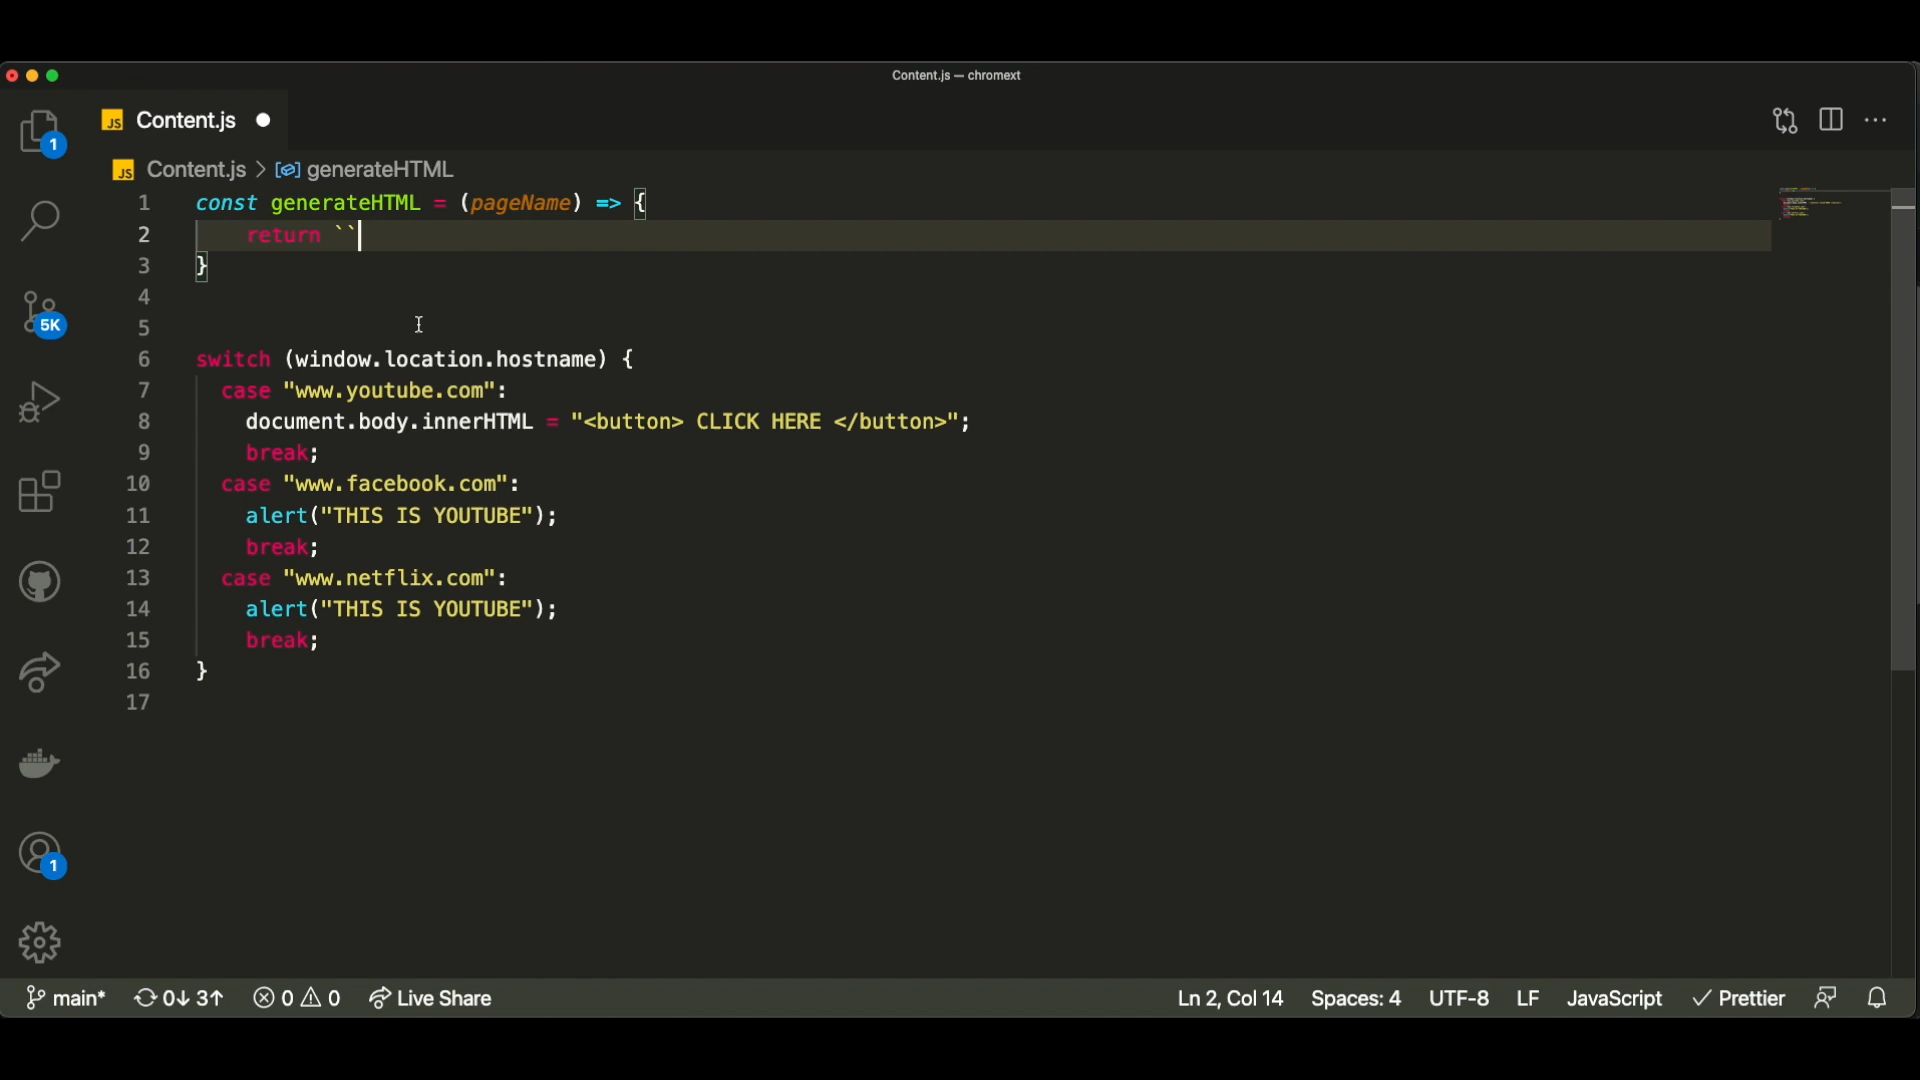 Content.js — chromext
JS Content.js
JS Content.js > generateHTML
1 const generateHTML = (pageName) => {
2 return ``
3 }
4
5
6 switch (window.location.hostname) {
7 case "www.youtube.com":
8 document.body.innerHTML = "<button> CLICK HERE </button>";
9 break;
10 case "www.facebook.com":
11 alert("THIS IS YOUTUBE");
12 break;
13 case "www.netflix.com":
14 alert("THIS IS YOUTUBE");
15 break;
16 }
17
1
5K
1
main* 0↓ 3↑ 0 0 Live Share Ln 2, Col 14 Spaces: 4 UTF-8 LF JavaScript ✓ Prettier